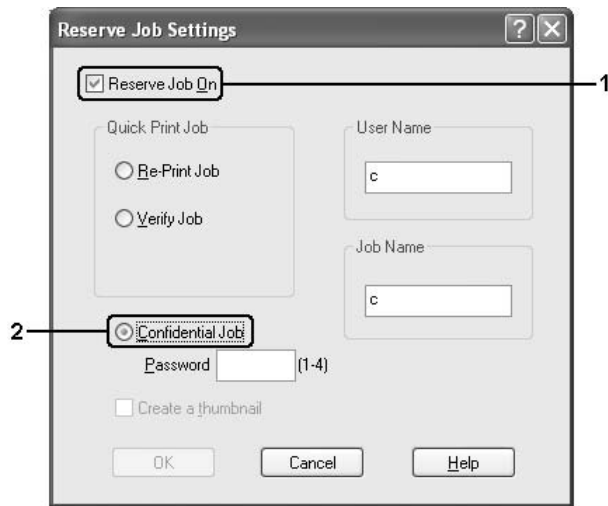 Reserve Job Settings
Reserve Job On
1
Quick Print Job
User Name
Re-Print Job
c
Verify Job
Job Name
c
2
Confidential Job
Password (1-4)
Create a thumbnail
OK Cancel Help